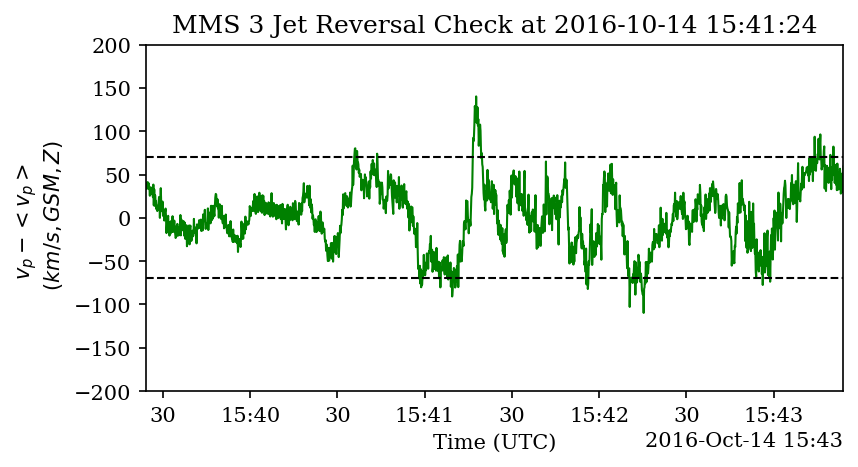 MMS 3 Jet Reversal Check at 2016-10-14 15:41:24
200
150
100
50
0
−50
−100
−150
−200
v_p − < v_p >
(km/s, GSM, Z)
30 15:40 30 15:41 30 15:42 30 15:43
Time (UTC)
2016-Oct-14 15:43